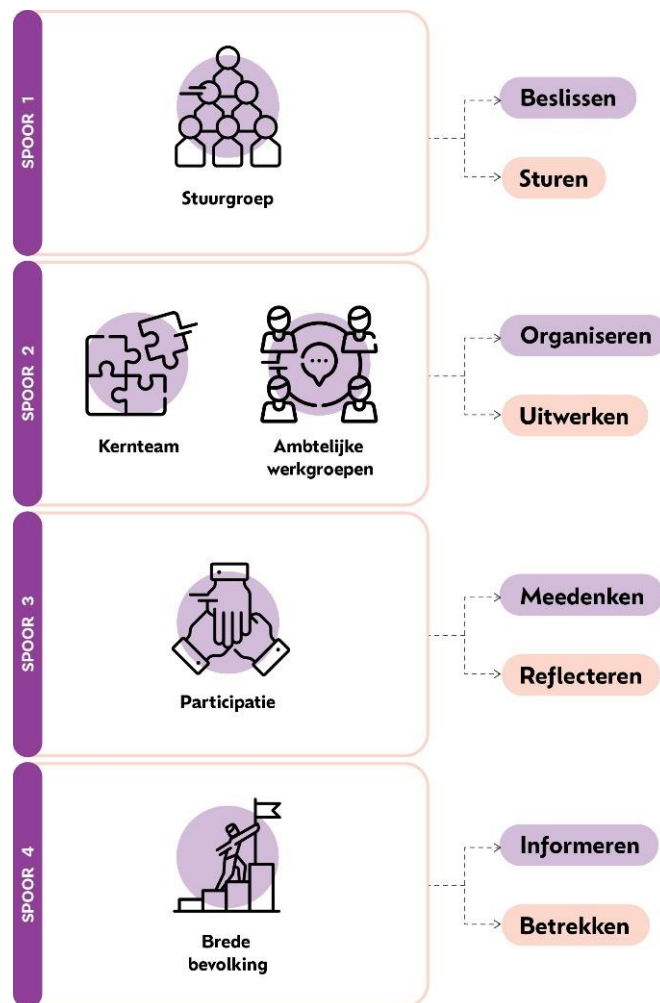 SPOOR 1
Stuurgroep
Beslissen
Sturen
SPOOR 2
Kernteam
Ambtelijke
werkgroepen
Organiseren
Uitwerken
SPOOR 3
Participatie
Meedenken
Reflecteren
SPOOR 4
Brede
bevolking
Informeren
Betrekken